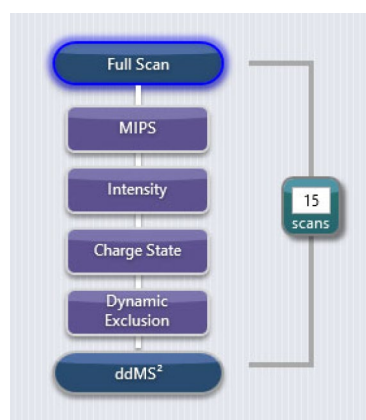 Full Scan
MIPS
Intensity
Charge State
Dynamic
Exclusion
ddMS²
15
scans